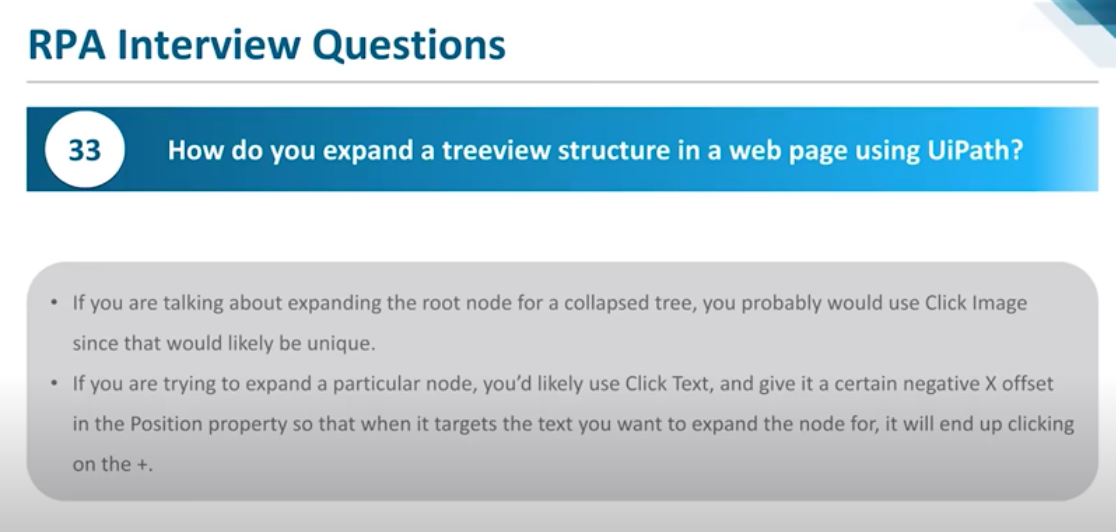 RPA Interview Questions
33
How do you expand a treeview structure in a web page using UiPath?
• If you are talking about expanding the root node for a collapsed tree, you probably would use Click Image
since that would likely be unique.
• If you are trying to expand a particular node, you’d likely use Click Text, and give it a certain negative X offset
in the Position property so that when it targets the text you want to expand the node for, it will end up clicking
on the +.